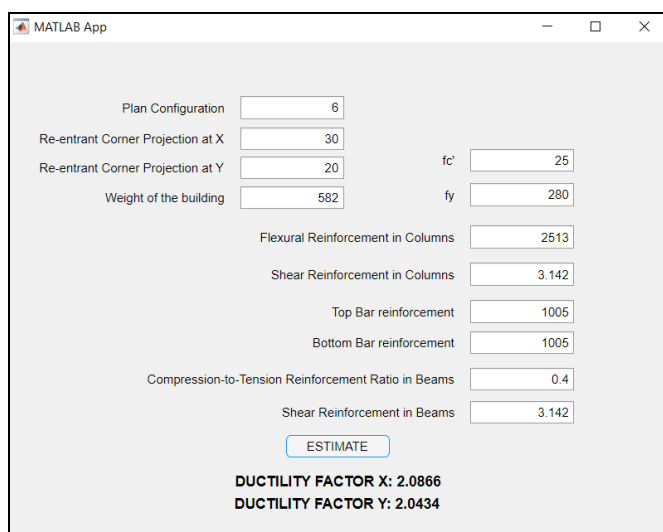 MATLAB App
Plan Configuration 6
Re-entrant Corner Projection at X 30
Re-entrant Corner Projection at Y 20
Weight of the building 582
fc' 25
fy 280
Flexural Reinforcement in Columns 2513
Shear Reinforcement in Columns 3.142
Top Bar reinforcement 1005
Bottom Bar reinforcement 1005
Compression-to-Tension Reinforcement Ratio in Beams 0.4
Shear Reinforcement in Beams 3.142
ESTIMATE
DUCTILITY FACTOR X: 2.0866
DUCTILITY FACTOR Y: 2.0434